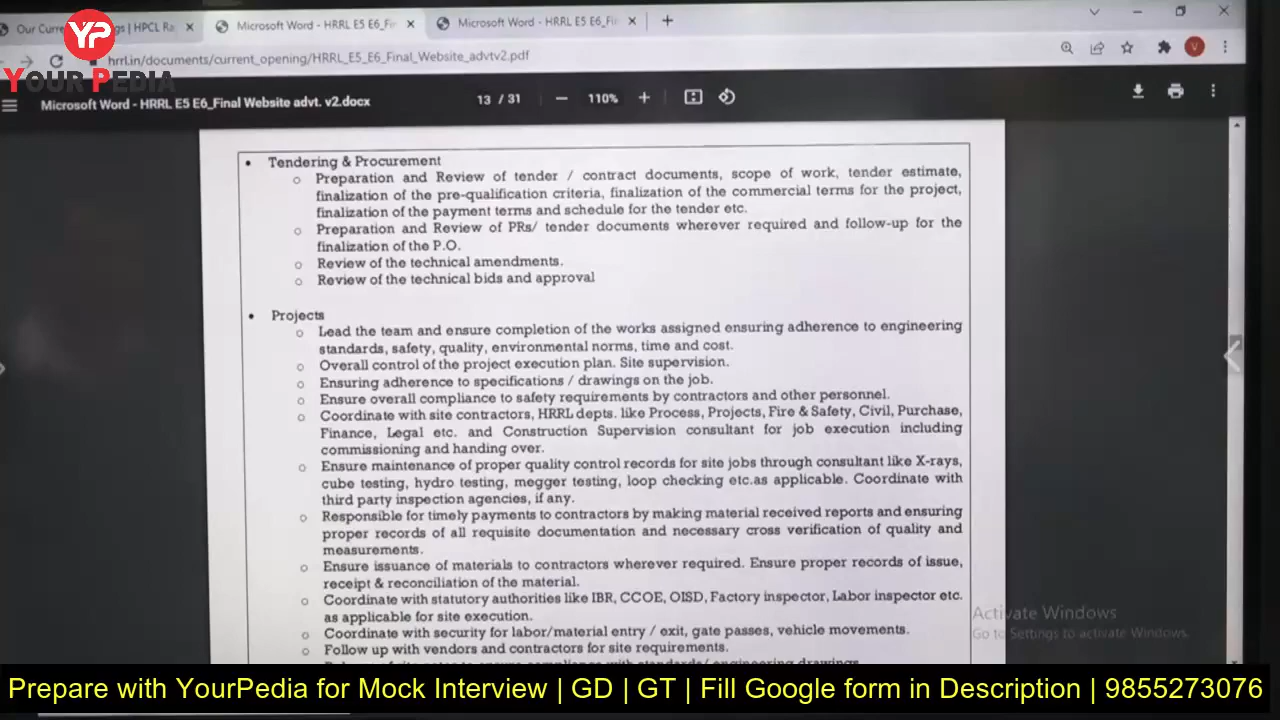 Our Curre
gs | HPCL Ra
Microsoft Word - HRRL E5 E6_Fin
Microsoft Word - HRRL E5 E6_Fi
YP
YOUR PEDIA
hrrl.in/documents/current_opening/HRRL_E5_E6_Final_Website_advtv2.pdf
V
Microsoft Word - HRRL E5 E6_Final Website advt. v2.docx
13 / 31
110%
• Tendering & Procurement
o Preparation and Review of tender / contract documents, scope of work, tender estimate,
finalization of the pre-qualification criteria, finalization of the commercial terms for the project,
finalization of the payment terms and schedule for the tender etc.
o Preparation and Review of PRs/ tender documents wherever required and follow-up for the
finalization of the P.O.
o Review of the technical amendments.
o Review of the technical bids and approval
• Projects
o Lead the team and ensure completion of the works assigned ensuring adherence to engineering
standards, safety, quality, environmental norms, time and cost.
o Overall control of the project execution plan. Site supervision.
o Ensuring adherence to specifications / drawings on the job.
o Ensure overall compliance to safety requirements by contractors and other personnel.
o Coordinate with site contractors, HRRL depts. like Process, Projects, Fire & Safety, Civil, Purchase,
Finance, Legal etc. and Construction Supervision consultant for job execution including
commissioning and handing over.
o Ensure maintenance of proper quality control records for site jobs through consultant like X-rays,
cube testing, hydro testing, megger testing, loop checking etc.as applicable. Coordinate with
third party inspection agencies, if any.
o Responsible for timely payments to contractors by making material received reports and ensuring
proper records of all requisite documentation and necessary cross verification of quality and
measurements.
o Ensure issuance of materials to contractors wherever required. Ensure proper records of issue,
receipt & reconciliation of the material.
o Coordinate with statutory authorities like IBR, CCOE, OISD, Factory inspector, Labor inspector etc.
as applicable for site execution.
o Coordinate with security for labor/material entry / exit, gate passes, vehicle movements.
o Follow up with vendors and contractors for site requirements.
Activate Windows
Go to Settings to activate Windows.
Prepare with YourPedia for Mock Interview | GD | GT | Fill Google form in Description | 9855273076